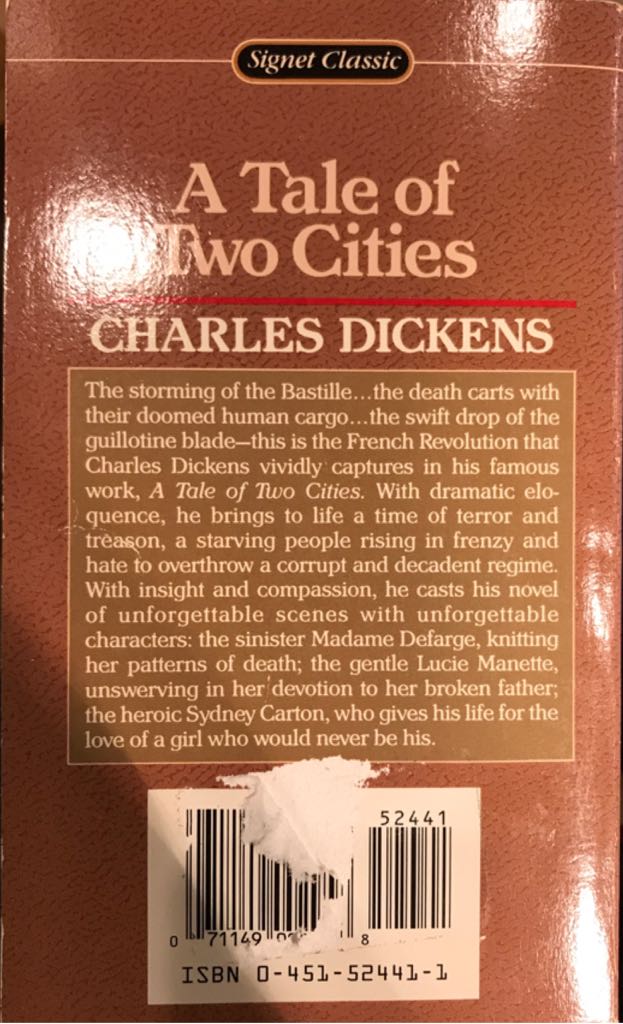 Signet Classic
A Tale of
Two Cities
CHARLES DICKENS
The storming of the Bastille...the death carts with
their doomed human cargo...the swift drop of the
guillotine blade—this is the French Revolution that
Charles Dickens vividly captures in his famous
work, A Tale of Two Cities. With dramatic elo-
quence, he brings to life a time of terror and
treason, a starving people rising in frenzy and
hate to overthrow a corrupt and decadent regime.
With insight and compassion, he casts his novel
of unforgettable scenes with unforgettable
characters: the sinister Madame Defarge, knitting
her patterns of death; the gentle Lucie Manette,
unswerving in her devotion to her broken father;
the heroic Sydney Carton, who gives his life for the
love of a girl who would never be his.
52441
0 71149 8
ISBN 0-451-52441-1